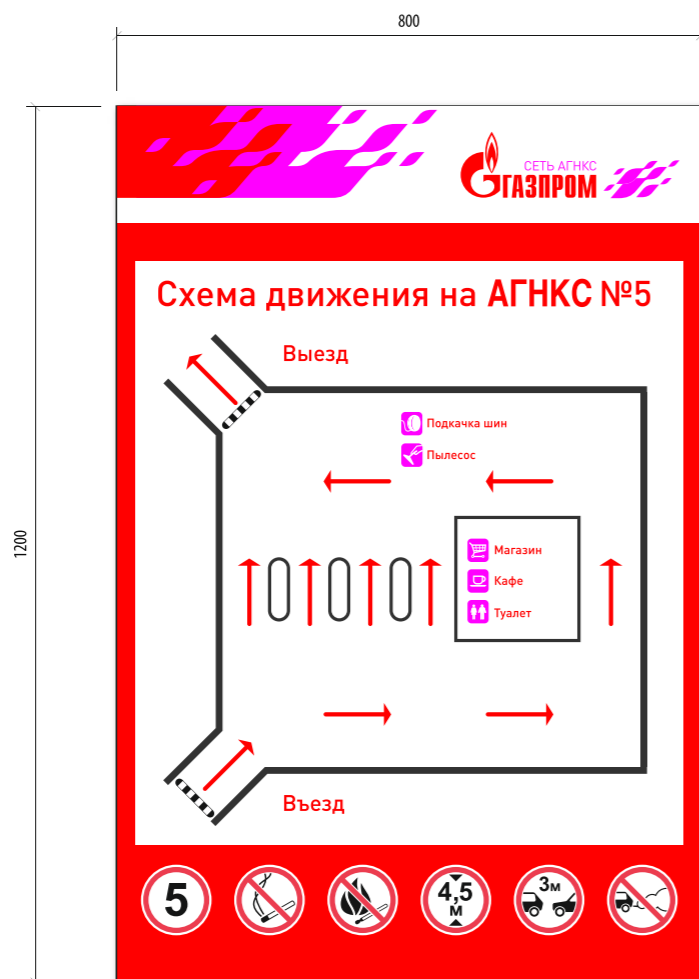 800
1200
СЕТЬ АГНКС
ГАЗПРОМ
Схема движения на АГНКС №5
Выезд
Подкачка шин
Пылесос
Магазин
Кафе
Туалет
Въезд
5
4,5
М
3м